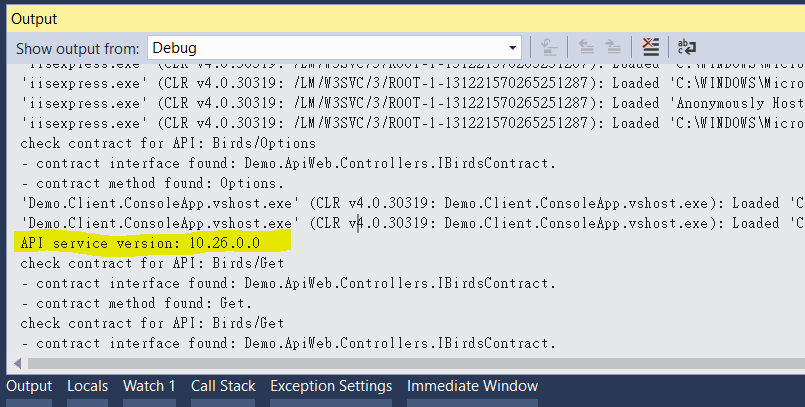 Output
Show output from: Debug
'iisexpress.exe' (CLR v4.0.30319: /LM/W3SVC/3/ROOT-1-131221570265251287): Loaded 'C:\WINDOWS\Micro
'iisexpress.exe' (CLR v4.0.30319: /LM/W3SVC/3/ROOT-1-131221570265251287): Loaded 'C:\WINDOWS\Micro
'iisexpress.exe' (CLR v4.0.30319: /LM/W3SVC/3/ROOT-1-131221570265251287): Loaded 'Anonymously Host
'iisexpress.exe' (CLR v4.0.30319: /LM/W3SVC/3/ROOT-1-131221570265251287): Loaded 'C:\WINDOWS\Micro
check contract for API: Birds/Options
- contract interface found: Demo.ApiWeb.Controllers.IBirdsContract.
- contract method found: Options.
'Demo.Client.ConsoleApp.vshost.exe' (CLR v4.0.30319: Demo.Client.ConsoleApp.vshost.exe): Loaded 'C
'Demo.Client.ConsoleApp.vshost.exe' (CLR v4.0.30319: Demo.Client.ConsoleApp.vshost.exe): Loaded 'C
API service version: 10.26.0.0
check contract for API: Birds/Get
- contract interface found: Demo.ApiWeb.Controllers.IBirdsContract.
- contract method found: Get.
check contract for API: Birds/Get
- contract interface found: Demo.ApiWeb.Controllers.IBirdsContract.
Output Locals Watch 1 Call Stack Exception Settings Immediate Window